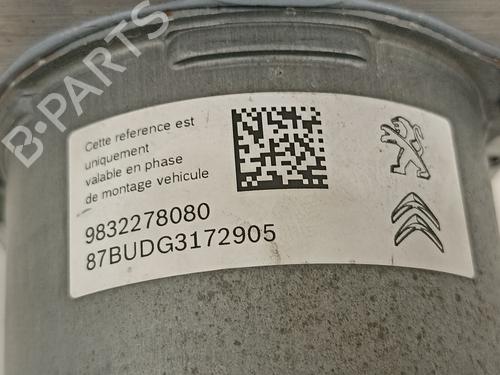 B-PARTS
Cette reference est
uniquement
valable en phase
de montage vehicule
9832278080
87BUDG3172905